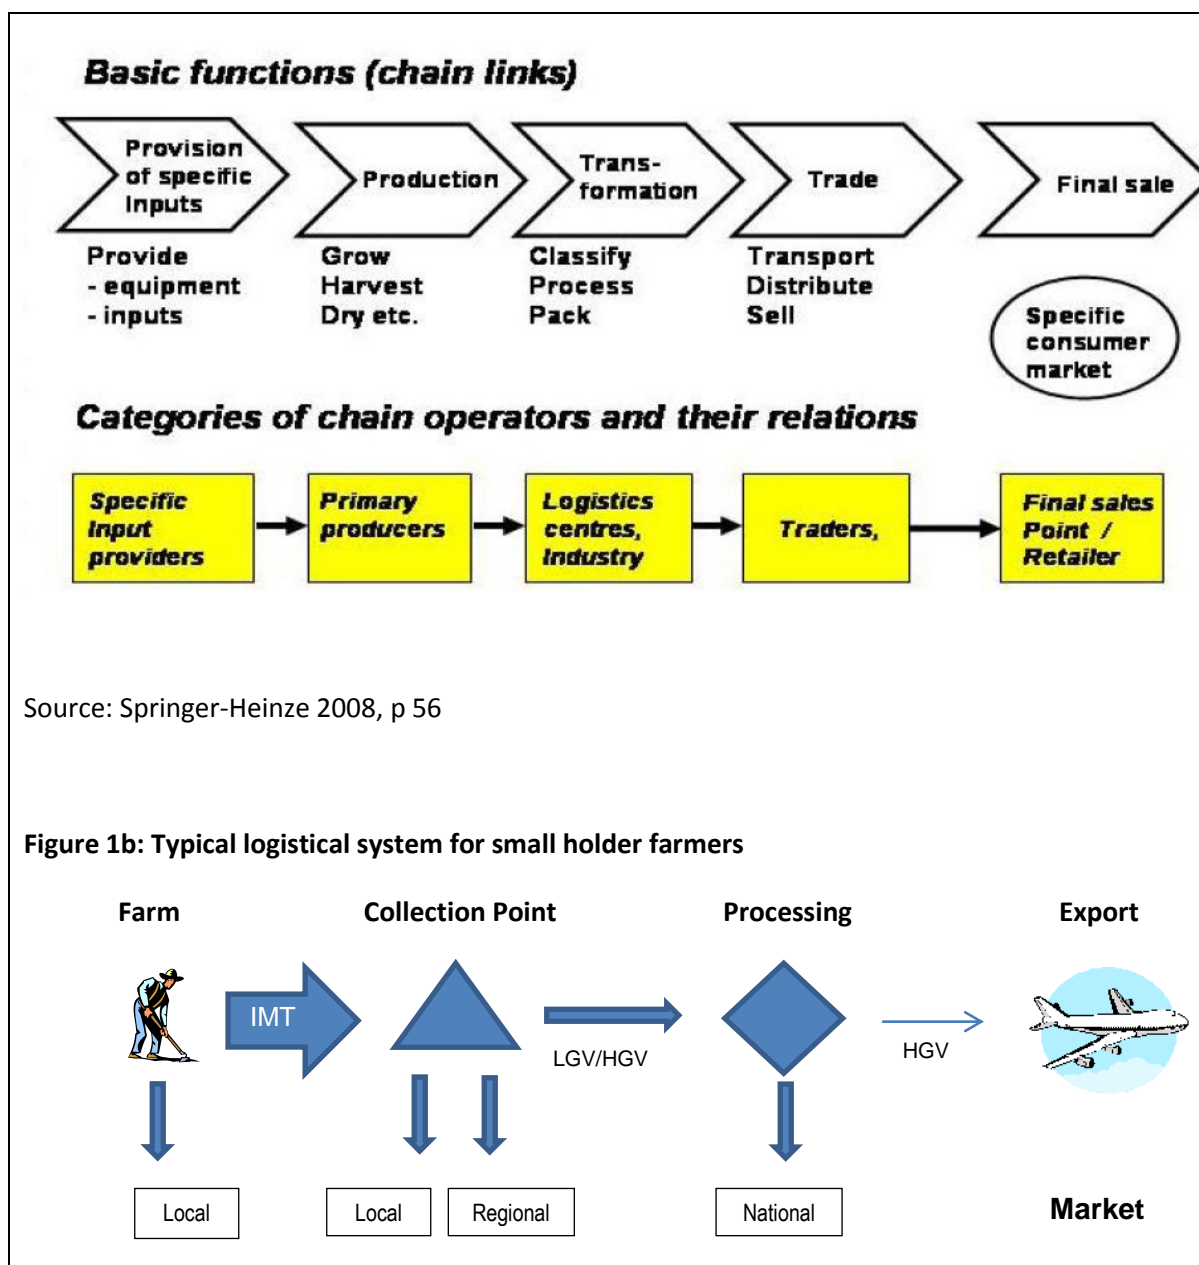 Basic functions (chain links)
Provision
of specific
Inputs
Production
Trans-
formation
Trade
Final sale
Provide
- equipment
- inputs
Grow
Harvest
Dry etc.
Classify
Process
Pack
Transport
Distribute
Sell
Specific
consumer
market
Categories of chain operators and their relations
Specific
Input
providers
Primary
producers
Logistics
centres,
Industry
Traders,
Final sales
Point /
Retailer
Source: Springer-Heinze 2008, p 56
Figure 1b: Typical logistical system for small holder farmers
Farm
Collection Point
Processing
Export
IMT
LGV/HGV
HGV
Local
Local
Regional
National
Market